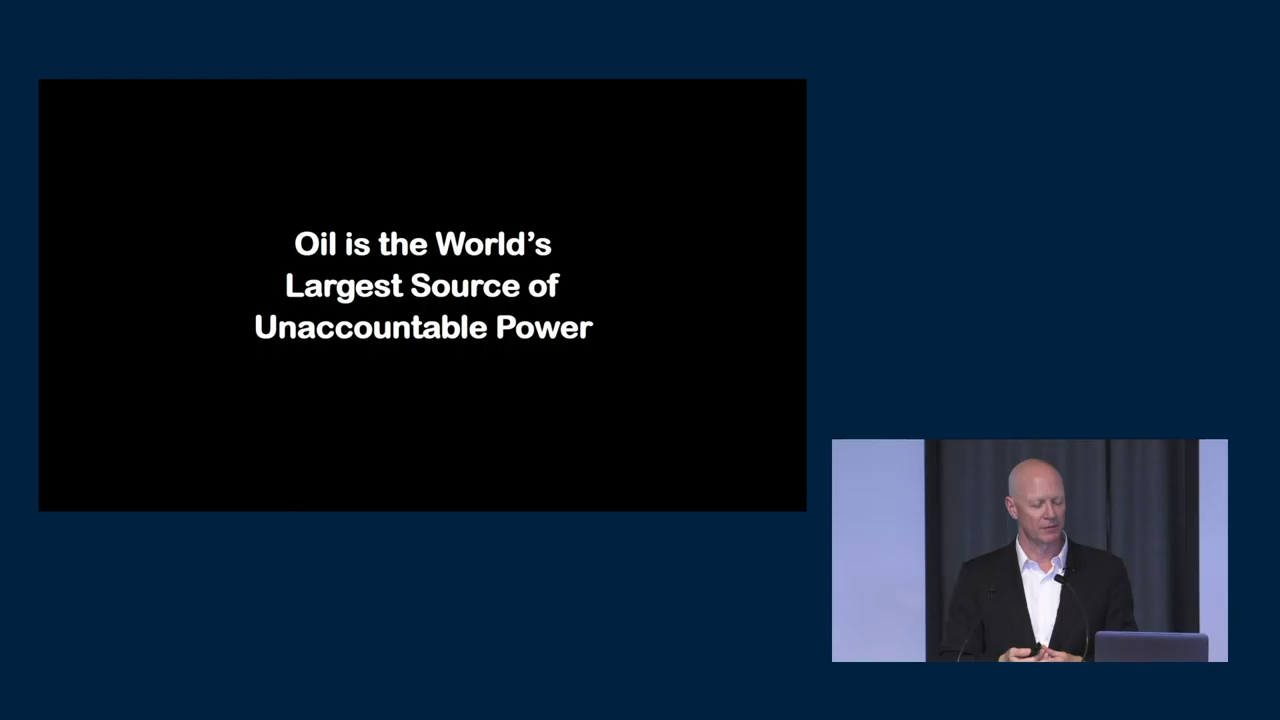 Oil is the World’s
Largest Source of
Unaccountable Power